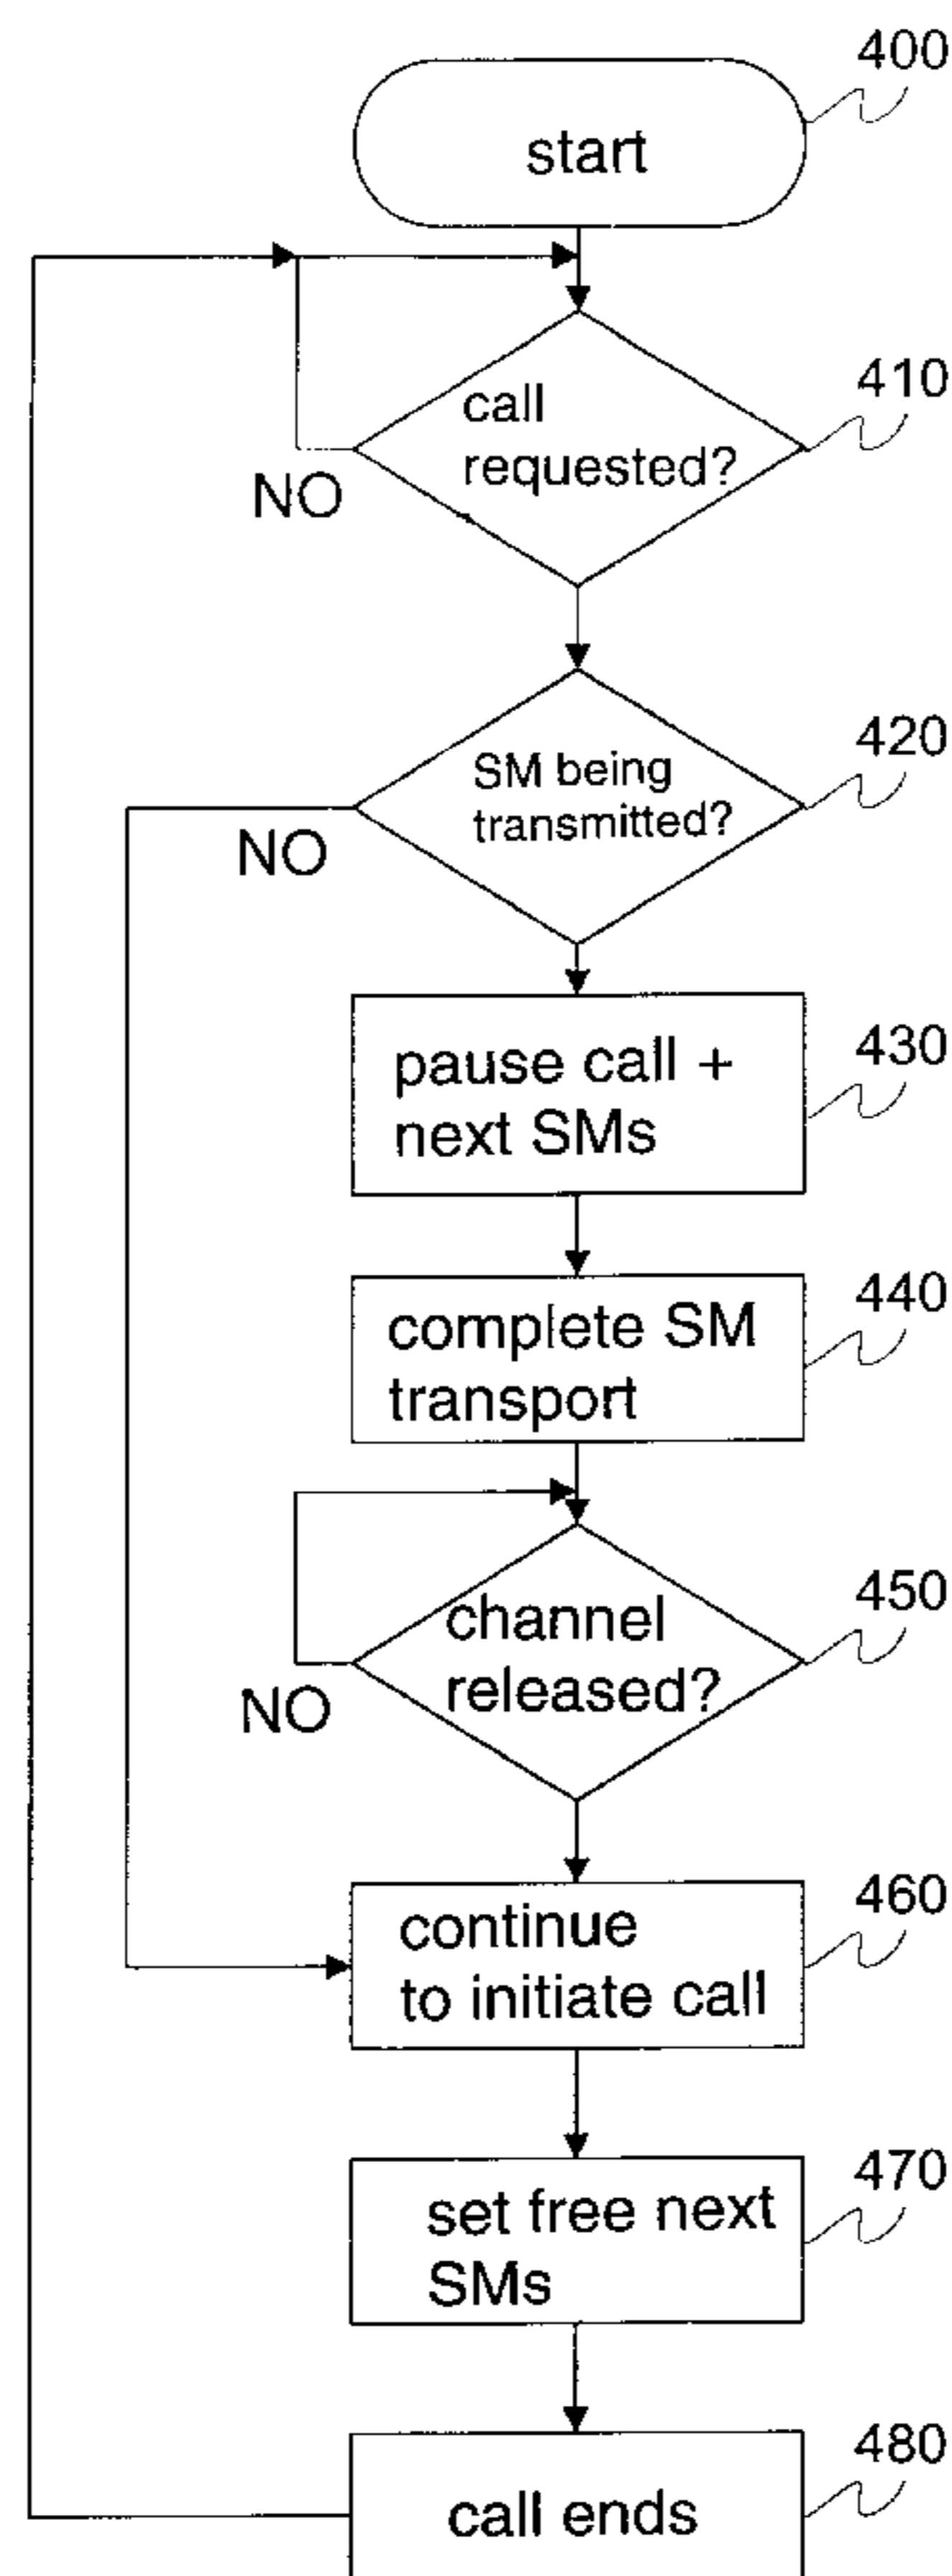 400
start
410
call
requested?
NO
420
SM being
transmitted?
NO
430
pause call +
next SMs
440
complete SM
transport
450
channel
released?
NO
460
continue
to initiate call
470
set free next
SMs
480
call ends